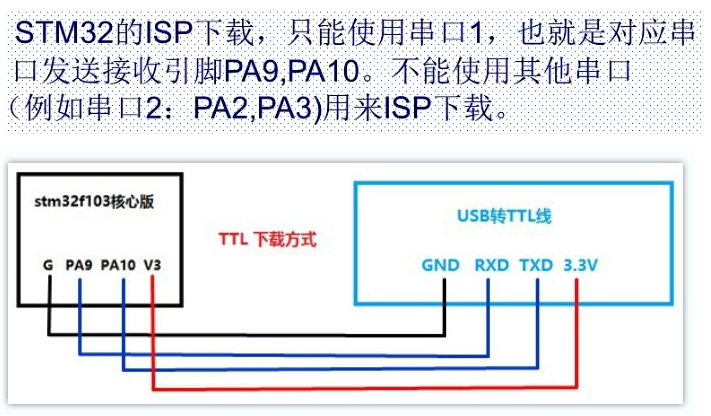 STM32的ISP下载，只能使用串口1，也就是对应串
口发送接收引脚PA9,PA10。不能使用其他串口
（例如串口2：PA2,PA3)用来ISP下载。
stm32f103核心版
USB转TTL线
TTL 下载方式
G PA9 PA10 V3
GND RXD TXD 3.3V